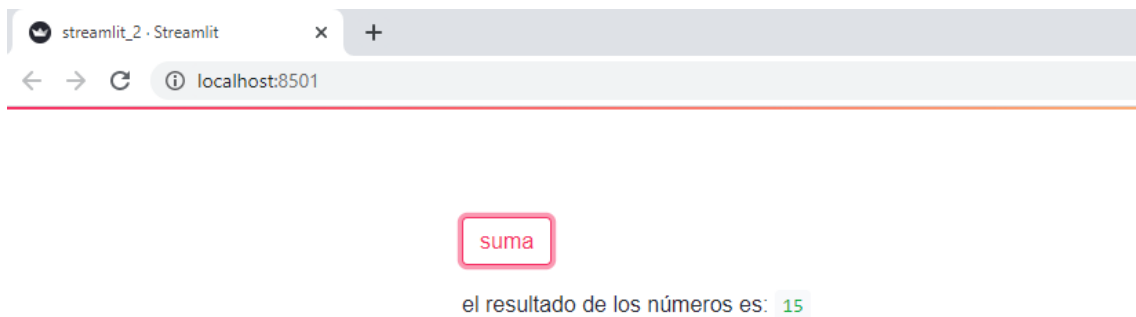 streamlit_2 · Streamlit
localhost:8501
suma
el resultado de los números es: 15